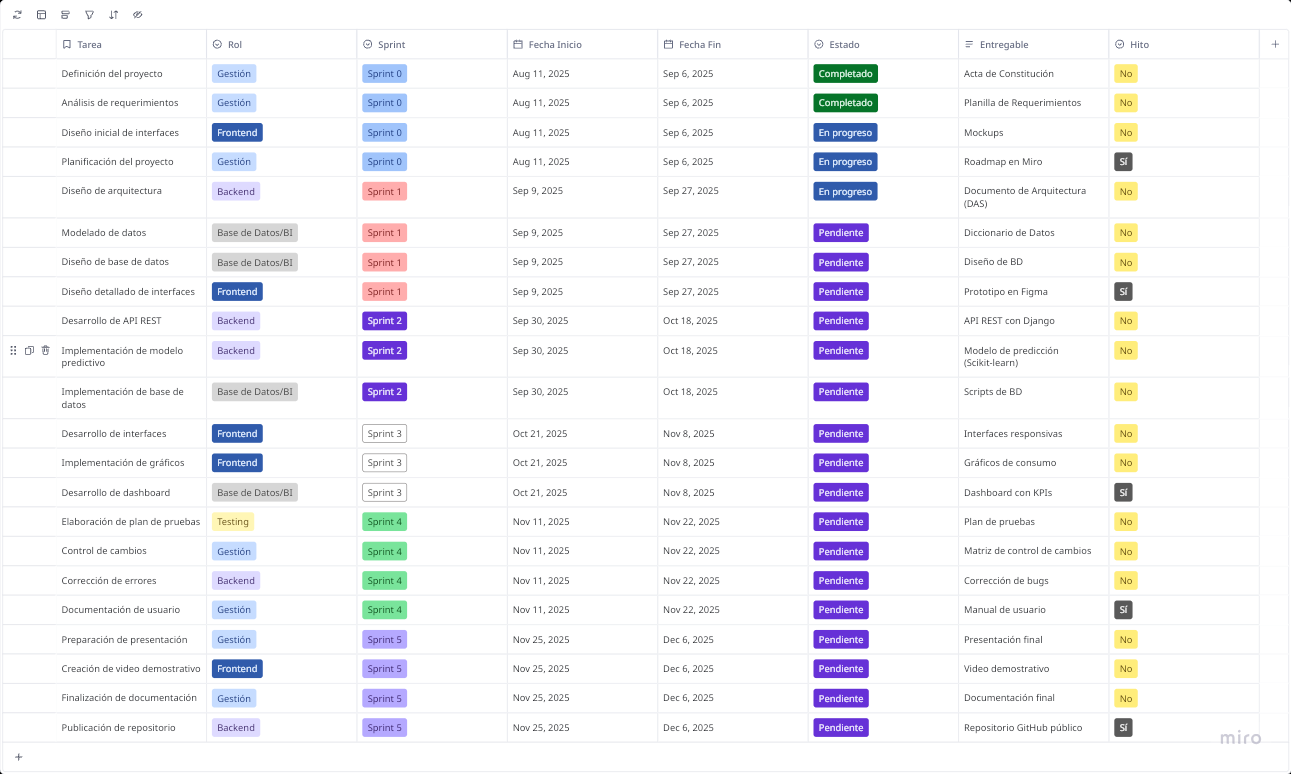 Tarea Rol Sprint Fecha Inicio Fecha Fin Estado Entregable Hito
Definición del proyecto Gestión Sprint 0 Aug 11, 2025 Sep 6, 2025 Completado Acta de Constitución No
Análisis de requerimientos Gestión Sprint 0 Aug 11, 2025 Sep 6, 2025 Completado Planilla de Requerimientos No
Diseño inicial de interfaces Frontend Sprint 0 Aug 11, 2025 Sep 6, 2025 En progreso Mockups No
Planificación del proyecto Gestión Sprint 0 Aug 11, 2025 Sep 6, 2025 En progreso Roadmap en Miro Sí
Diseño de arquitectura Backend Sprint 1 Sep 9, 2025 Sep 27, 2025 En progreso Documento de Arquitectura No
(DAS)
Modelado de datos Base de Datos/BI Sprint 1 Sep 9, 2025 Sep 27, 2025 Pendiente Diccionario de Datos No
Diseño de base de datos Base de Datos/BI Sprint 1 Sep 9, 2025 Sep 27, 2025 Pendiente Diseño de BD No
Diseño detallado de interfaces Frontend Sprint 1 Sep 9, 2025 Sep 27, 2025 Pendiente Prototipo en Figma Sí
Desarrollo de API REST Backend Sprint 2 Sep 30, 2025 Oct 18, 2025 Pendiente API REST con Django No
Implementación de modelo Backend Sprint 2 Sep 30, 2025 Oct 18, 2025 Pendiente Modelo de predicción No
predictivo (Scikit-learn)
Implementación de base de Base de Datos/BI Sprint 2 Sep 30, 2025 Oct 18, 2025 Pendiente Scripts de BD No
datos
Desarrollo de interfaces Frontend Sprint 3 Oct 21, 2025 Nov 8, 2025 Pendiente Interfaces responsivas No
Implementación de gráficos Frontend Sprint 3 Oct 21, 2025 Nov 8, 2025 Pendiente Gráficos de consumo No
Desarrollo de dashboard Base de Datos/BI Sprint 3 Oct 21, 2025 Nov 8, 2025 Pendiente Dashboard con KPIs Sí
Elaboración de plan de pruebas Testing Sprint 4 Nov 11, 2025 Nov 22, 2025 Pendiente Plan de pruebas No
Control de cambios Gestión Sprint 4 Nov 11, 2025 Nov 22, 2025 Pendiente Matriz de control de cambios No
Corrección de errores Backend Sprint 4 Nov 11, 2025 Nov 22, 2025 Pendiente Corrección de bugs No
Documentación de usuario Gestión Sprint 4 Nov 11, 2025 Nov 22, 2025 Pendiente Manual de usuario Sí
Preparación de presentación Gestión Sprint 5 Nov 25, 2025 Dec 6, 2025 Pendiente Presentación final No
Creación de video demostrativo Frontend Sprint 5 Nov 25, 2025 Dec 6, 2025 Pendiente Video demostrativo No
Finalización de documentación Gestión Sprint 5 Nov 25, 2025 Dec 6, 2025 Pendiente Documentación final No
Publicación de repositorio Backend Sprint 5 Nov 25, 2025 Dec 6, 2025 Pendiente Repositorio GitHub público Sí
miro